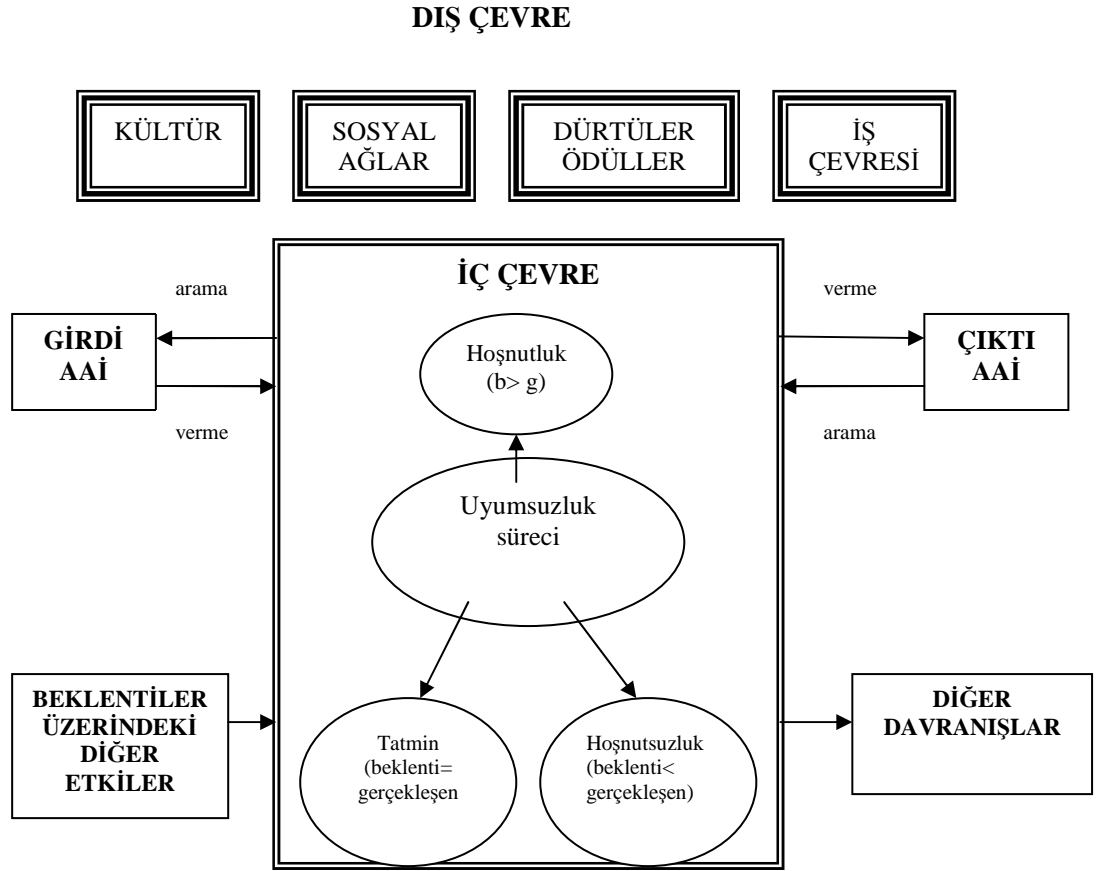 DIŞ ÇEVRE
KÜLTÜR
SOSYAL
AĞLAR
DÜRTÜLER
ÖDÜLLER
İŞ
ÇEVRESİ
İÇ ÇEVRE
arama
verme
GİRDİ
AAİ
Hoşnutluk
(b> g)
ÇIKTI
AAİ
verme
arama
Uyumsuzluk
süreci
BEKLENTİLER
ÜZERİNDEKİ
DİĞER
ETKİLER
Tatmin
(beklenti=
gerçekleşen
Hoşnutsuzluk
(beklenti<
gerçekleşen)
DİĞER
DAVRANIŞLAR